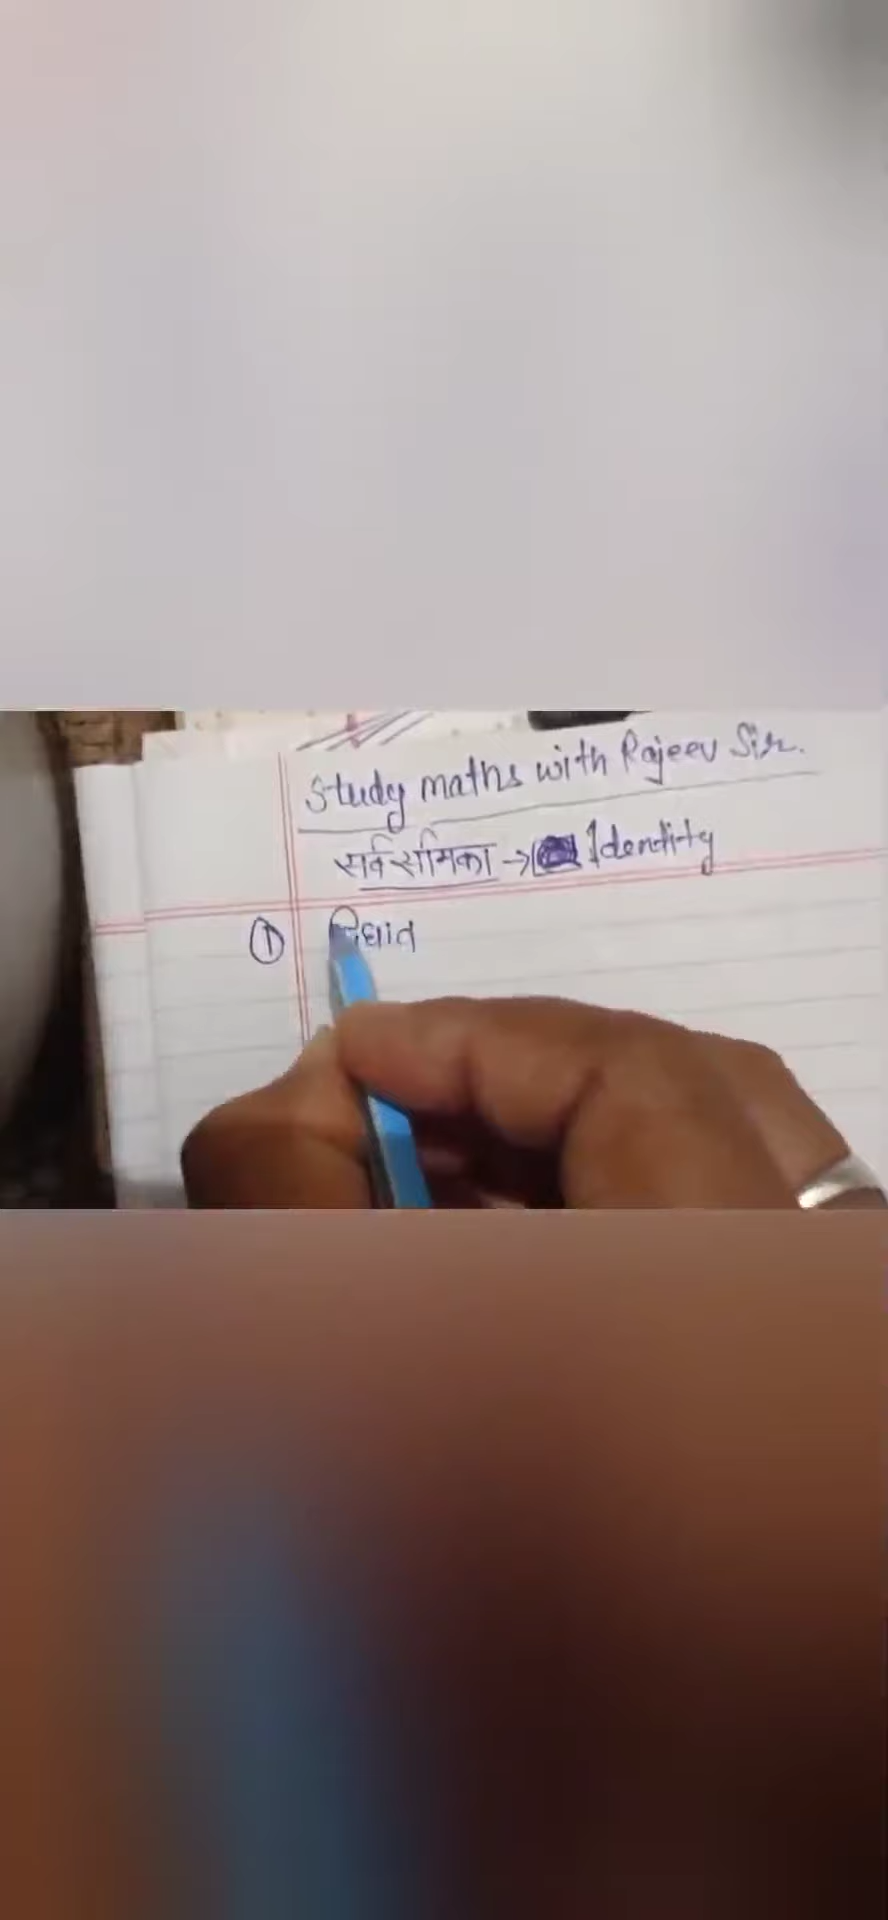 Study maths with Rajeev Sir.
सर्वसमिका → Identity
① घात